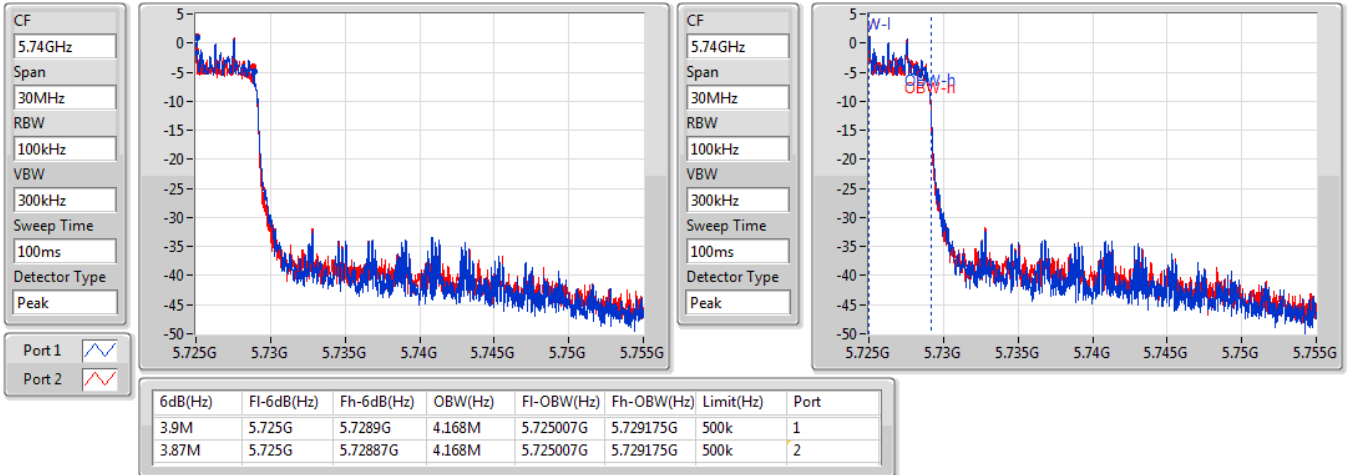 CF
5.74GHz
Span
30MHz
RBW
100kHz
VBW
300kHz
Sweep Time
100ms
Detector Type
Peak
Port 1
Port 2
5
0
-5
-10
-15
-20
-25
-30
-35
-40
-45
-50
5.725G 5.73G 5.735G 5.74G 5.745G 5.75G 5.755G
CF
5.74GHz
Span
30MHz
RBW
100kHz
VBW
300kHz
Sweep Time
100ms
Detector Type
Peak
5
0
-5
-10
-15
-20
-25
-30
-35
-40
-45
-50
W-l
OBW-h
OBW-h
5.725G 5.73G 5.735G 5.74G 5.745G 5.75G 5.755G
6dB(Hz) Fl-6dB(Hz) Fh-6dB(Hz) OBW(Hz) Fl-OBW(Hz) Fh-OBW(Hz) Limit(Hz) Port
3.9M 5.725G 5.7289G 4.168M 5.725007G 5.729175G 500k 1
3.87M 5.725G 5.72887G 4.168M 5.725007G 5.729175G 500k 2